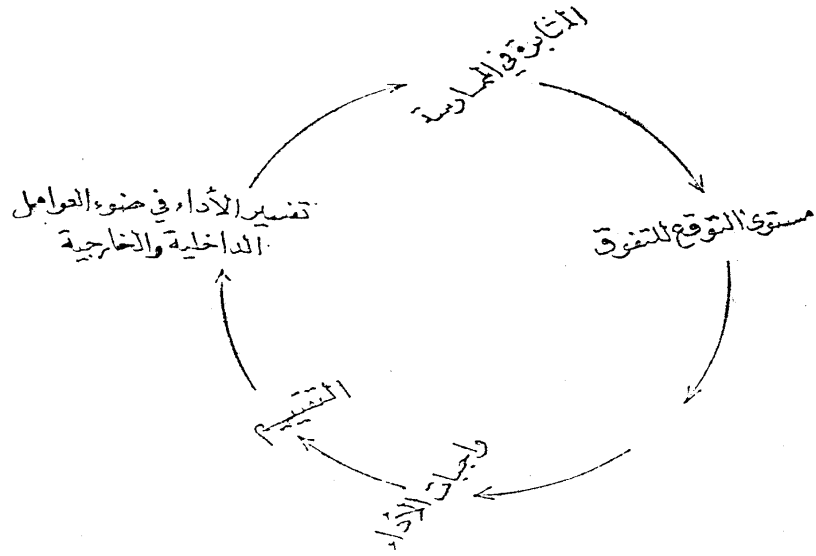 المثابرة في الممارسة
مستوى التوقع للتفوق
واجبات الأداء
التقييم
تفسير الأداء في ضوء العوامل
الداخلية والخارجية